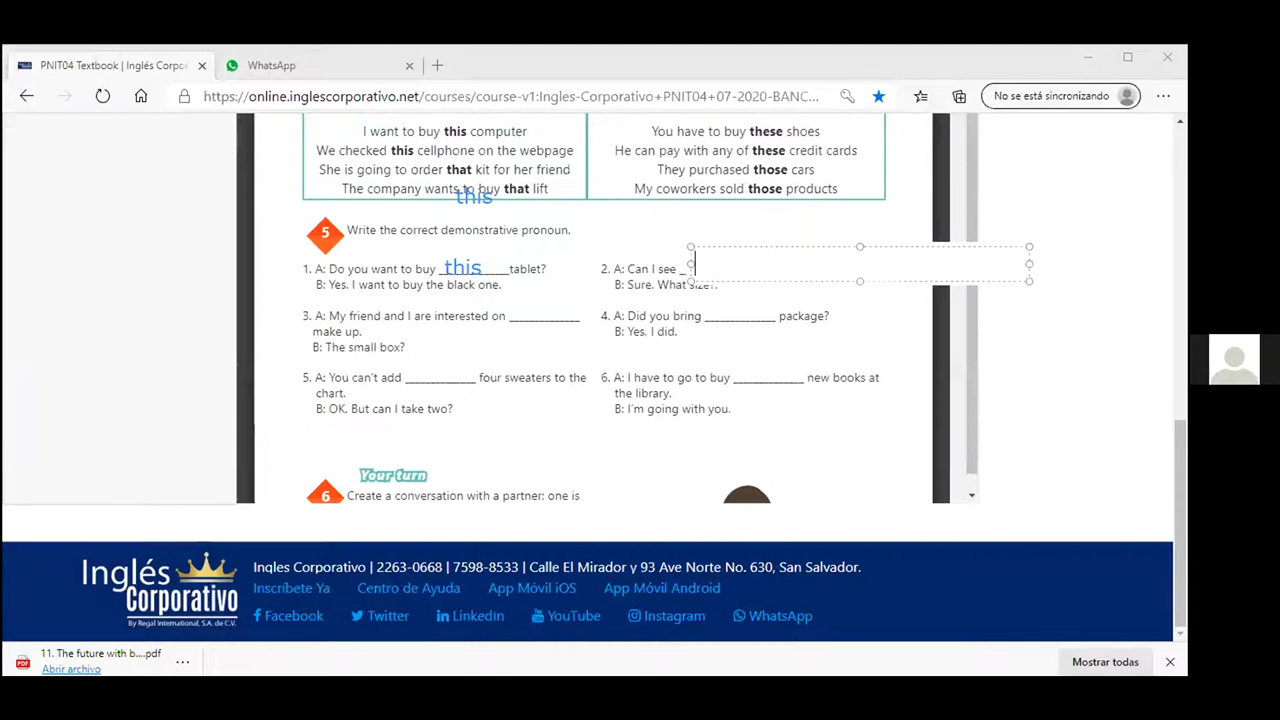 PNIT04 Textbook | Inglés Corpo
WhatsApp
https://online.inglescorporativo.net/courses/course-v1:Ingles-Corporativo+PNIT04+07-2020-BANC...
No se está sincronizando
I want to buy this computer
We checked this cellphone on the webpage
She is going to order that kit for her friend
The company wants to buy that lift
You have to buy these shoes
He can pay with any of these credit cards
They purchased those cars
My coworkers sold those products
this
5
Write the correct demonstrative pronoun.
1. A: Do you want to buy ____________tablet?
this
B: Yes. I want to buy the black one.
2. A: Can I see _
B: Sure. What size?
3. A: My friend and I are interested on ____________
make up.
B: The small box?
4. A: Did you bring ____________ package?
B: Yes, I did.
5. A: You can't add ____________ four sweaters to the
chart.
B: OK. But can I take two?
6. A: I have to go to buy ____________ new books at
the library.
B: I'm going with you.
Your turn
6
Create a conversation with a partner: one is
Inglés
Corporativo
By Regal International, S.A. de C.V.
Ingles Corporativo | 2263-0668 | 7598-8533 | Calle El Mirador y 93 Ave Norte No. 630, San Salvador.
Inscríbete Ya Centro de Ayuda App Móvil iOS App Móvil Android
Facebook Twitter LinkedIn YouTube Instagram WhatsApp
11. The future with b....pdf
Abrir archivo
Mostrar todas